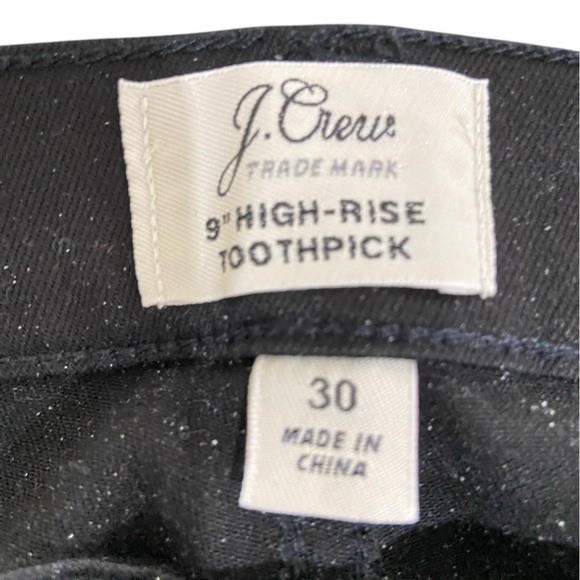 J.Crew
TRADE MARK
9" HIGH-RISE
TOOTHPICK
30
MADE IN
CHINA